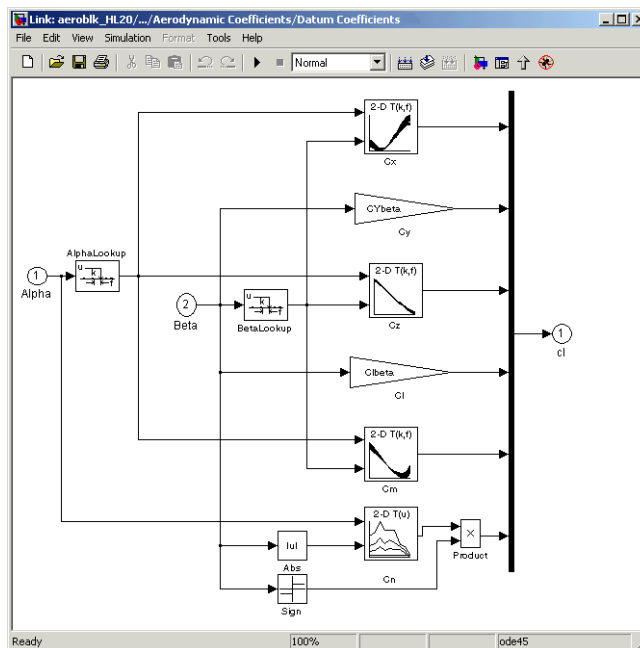 Link: aeroblk_HL20/.../Aerodynamic Coefficients/Datum Coefficients
File Edit View Simulation Format Tools Help
Normal
2-D T(k,f)
Cx
CYbeta
Cy
AlphaLookup
u
k
f
1
Alpha
2-D T(k,f)
Cz
2
Beta
u
k
f
BetaLookup
1
cl
Clbeta
Cl
2-D T(k,f)
Cm
2-D T(u)
Cn
|u|
Abs
×
Product
Sign
Ready 100% ode45